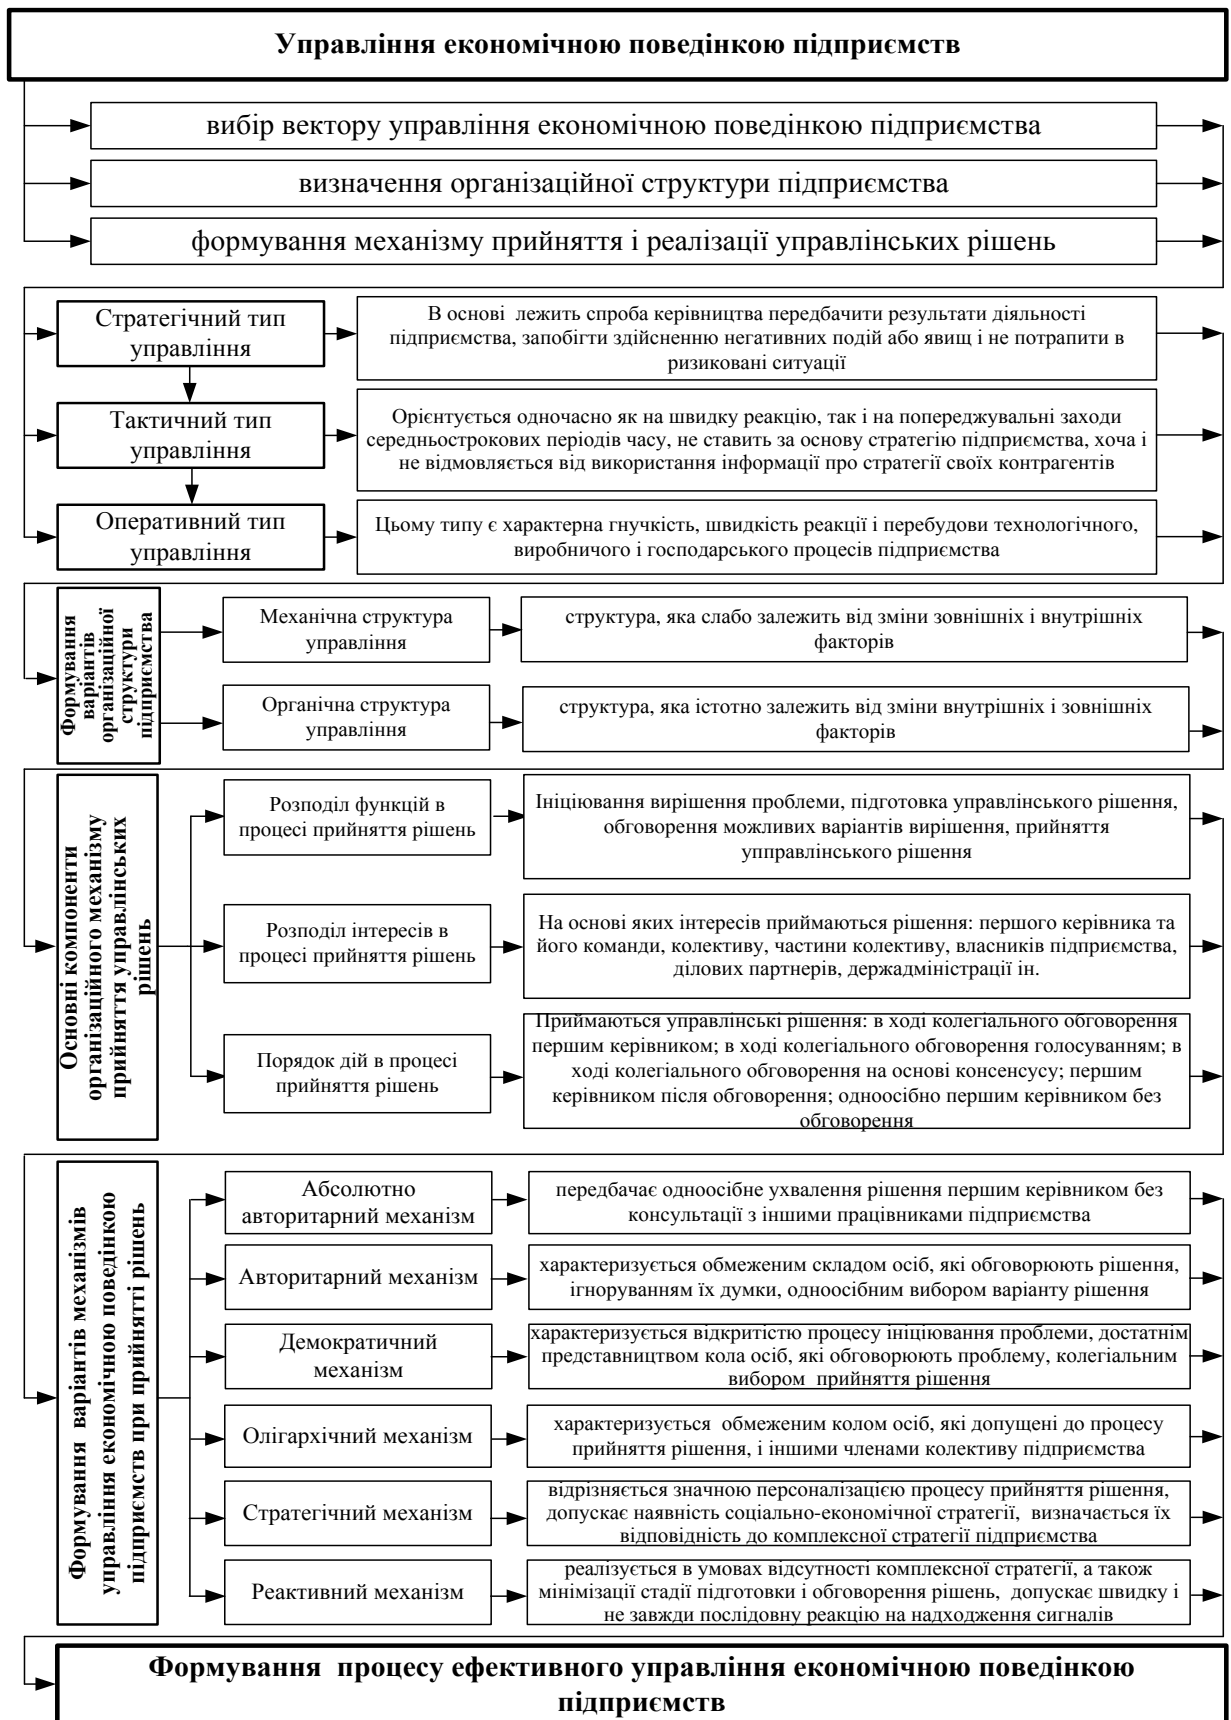 Управління економічною поведінкою підприємств
вибір вектору управління економічною поведінкою підприємства
визначення організаційної структури підприємства
формування механізму прийняття і реалізації управлінських рішень
Стратегічний тип
управління
В основі лежить спроба керівництва передбачити результати діяльності
підприємства, запобігти здійсненню негативних подій або явищ і не потрапити в
ризиковані ситуації
Тактичний тип
управління
Орієнтується одночасно як на швидку реакцію, так і на попереджувальні заходи
середньострокових періодів часу, не ставить за основу стратегію підприємства, хоча і
не відмовляється від використання інформації про стратегії своїх контрагентів
Оперативний тип
управління
Цьому типу є характерна гнучкість, швидкість реакції і перебудови технологічного,
виробничого і господарського процесів підприємства
Формування
варіантів
організаційної
структури
підприємства
Механічна структура
управління
структура, яка слабо залежить від зміни зовнішніх і внутрішніх
факторів
Органічна структура
управління
структура, яка істотно залежить від зміни внутрішніх і зовнішніх
факторів
Основні компоненти
організаційного механізму
прийняття управлінських
рішень
Розподіл функцій в
процесі прийняття рішень
Ініціювання вирішення проблеми, підготовка управлінського рішення,
обговорення можливих варіантів вирішення, прийняття
упправлінського рішення
Розподіл інтересів в
процесі прийняття рішень
На основі яких інтересів приймаються рішення: першого керівника та
його команди, колективу, частини колективу, власників підприємства,
ділових партнерів, держадміністрації ін.
Порядок дій в процесі
прийняття рішень
Приймаються управлінські рішення: в ході колегіального обговорення
першим керівником; в ході колегіального обговорення голосуванням; в
ході колегіального обговорення на основі консенсусу; першим
керівником після обговорення; одноосібно першим керівником без
обговорення
Формування варіантів механізмів
управління економічною поведінкою
підприємств при прийнятті рішень
Абсолютно
авторитарний механізм
передбачає одноосібне ухвалення рішення першим керівником без
консультації з іншими працівниками підприємства
Авторитарний механізм
характеризується обмеженим складом осіб, які обговорюють рішення,
ігноруванням їх думки, одноосібним вибором варіанту рішення
Демократичний
механізм
характеризується відкритістю процесу ініціювання проблеми, достатнім
представництвом кола осіб, які обговорюють проблему, колегіальним
вибором прийняття рішення
Олігархічний механізм
характеризується обмеженим колом осіб, які допущені до процесу
прийняття рішення, і іншими членами колективу підприємства
Стратегічний механізм
відрізняється значною персоналізацією процесу прийняття рішення,
допускає наявність соціально-економічної стратегії, визначається їх
відповідність до комплексної стратегії підприємства
Реактивний механізм
реалізується в умовах відсутності комплексної стратегії, а також
мінімізації стадії підготовки і обговорення рішень, допускає швидку і
не завжди послідовну реакцію на надходження сигналів
Формування процесу ефективного управління економічною поведінкою
підприємств